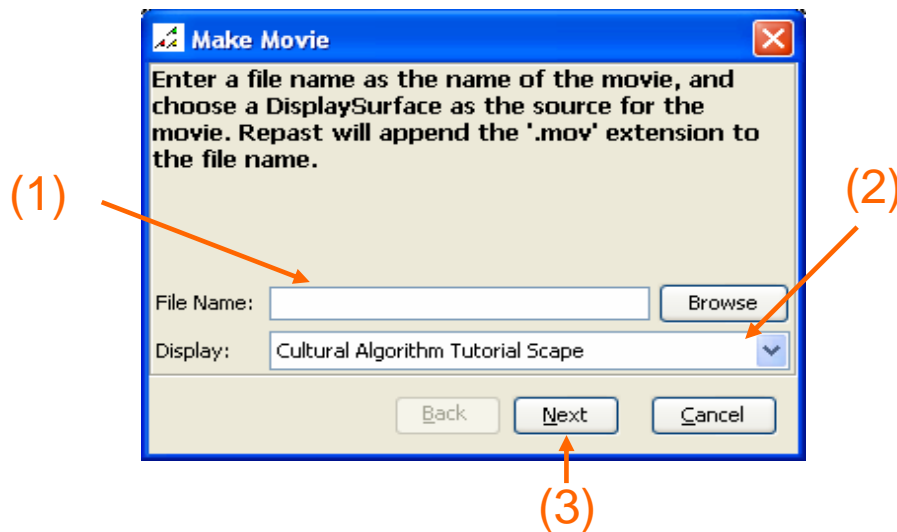 Make Movie
Enter a file name as the name of the movie, and
choose a DisplaySurface as the source for the
movie. Repast will append the '.mov' extension to
the file name.
(1)
(2)
File Name:
Browse
Display:
Cultural Algorithm Tutorial Scape
Back
Next
Cancel
(3)